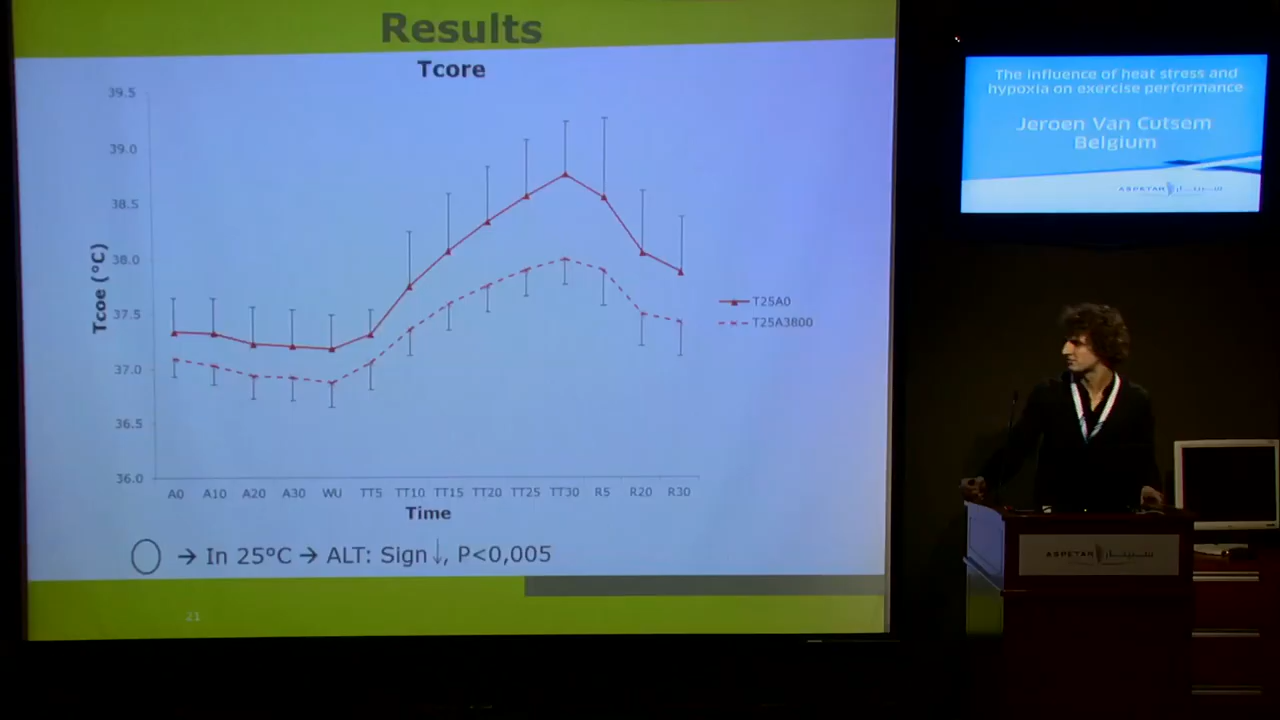 Results
Tcore
39.5
39.0
38.5
38.0
37.5
37.0
36.5
36.0
Tcoe (°C)
A0 A10 A20 A30 WU TT5 TT10 TT15 TT20 TT25 TT30 R5 R20 R30
Time
T25A0
T25A3800
→ In 25°C → ALT: Sign↓, P<0,005
21
The influence of heat stress and
hypoxia on exercise performance
Jeroen Van Cutsem
Belgium
ASPETAR سبيتار
ASPETAR سبيتار